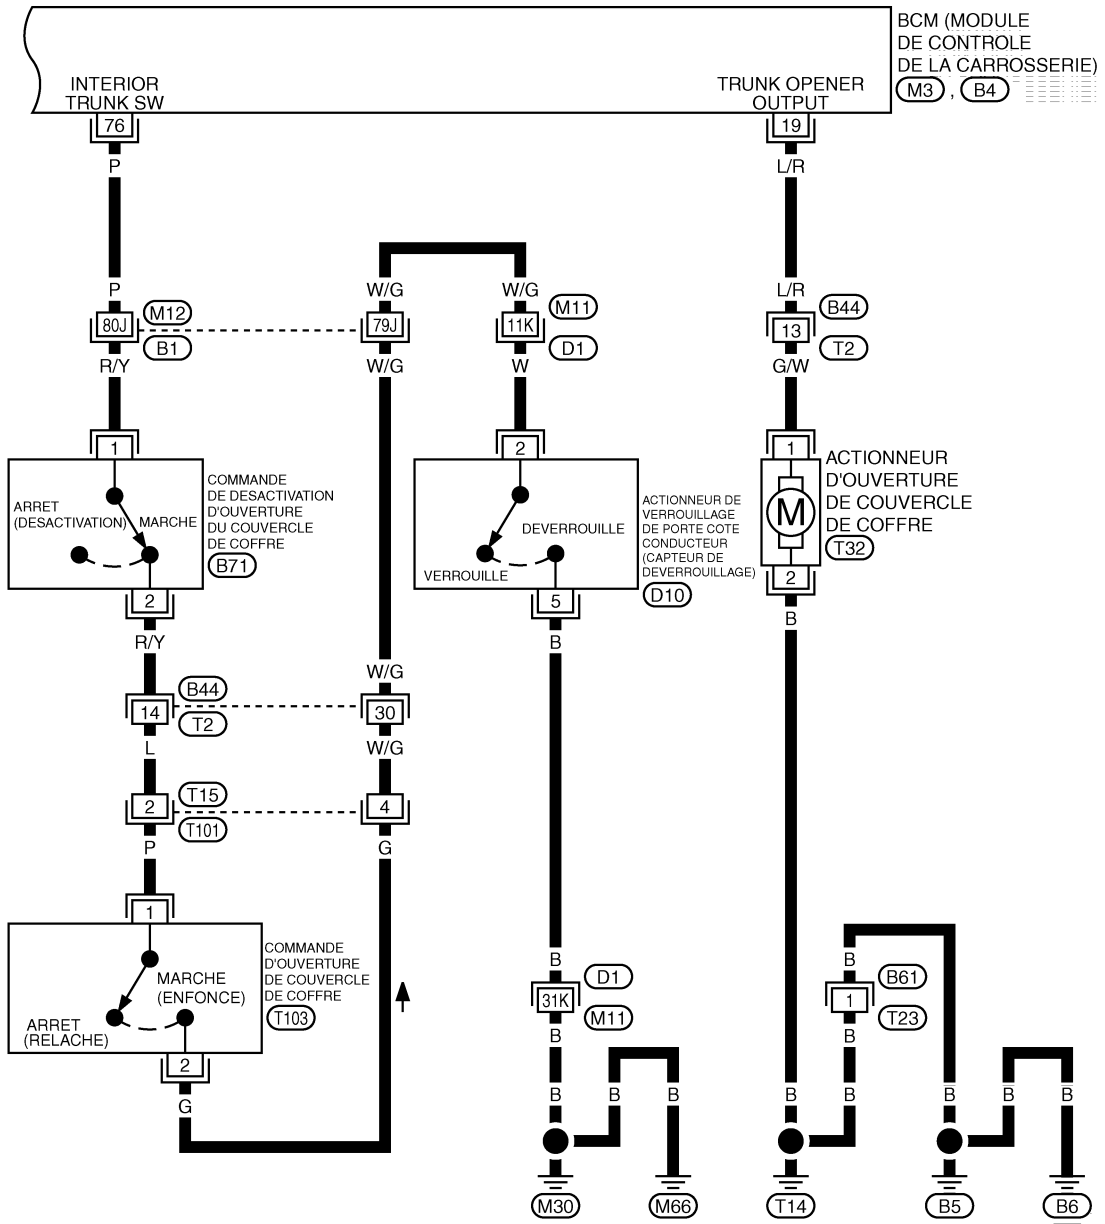 BCM (MODULE
DE CONTROLE
DE LA CARROSSERIE)
M3 , B4
INTERIOR
TRUNK SW
TRUNK OPENER
OUTPUT
76
19
P
L/R
P
W/G
W/G
L/R
80J
M12
B1
79J
11K
M11
D1
13
B44
T2
R/Y
W/G
W
G/W
1
2
1
ARRET
(DESACTIVATION)
MARCHE
COMMANDE
DE DESACTIVATION
D'OUVERTURE
DU COUVERCLE
DE COFFRE
B71
DEVERROUILLE
VERROUILLE
ACTIONNEUR DE
VERROUILLAGE
DE PORTE COTE
CONDUCTEUR
(CAPTEUR DE
DEVERROUILLAGE)
D10
M
ACTIONNEUR
D'OUVERTURE
DE COUVERCLE
DE COFFRE
T32
2
5
2
R/Y
B
B
W/G
14
B44
T2
30
L
W/G
2
T15
T101
4
P
G
1
MARCHE
(ENFONCE)
ARRET
(RELACHE)
COMMANDE
D'OUVERTURE
DE COUVERCLE
DE COFFRE
T103
2
G
B
31K
D1
M11
B
B
1
B61
T23
B
B
B
B
B
B
B
B
B
M30
M66
T14
B5
B6